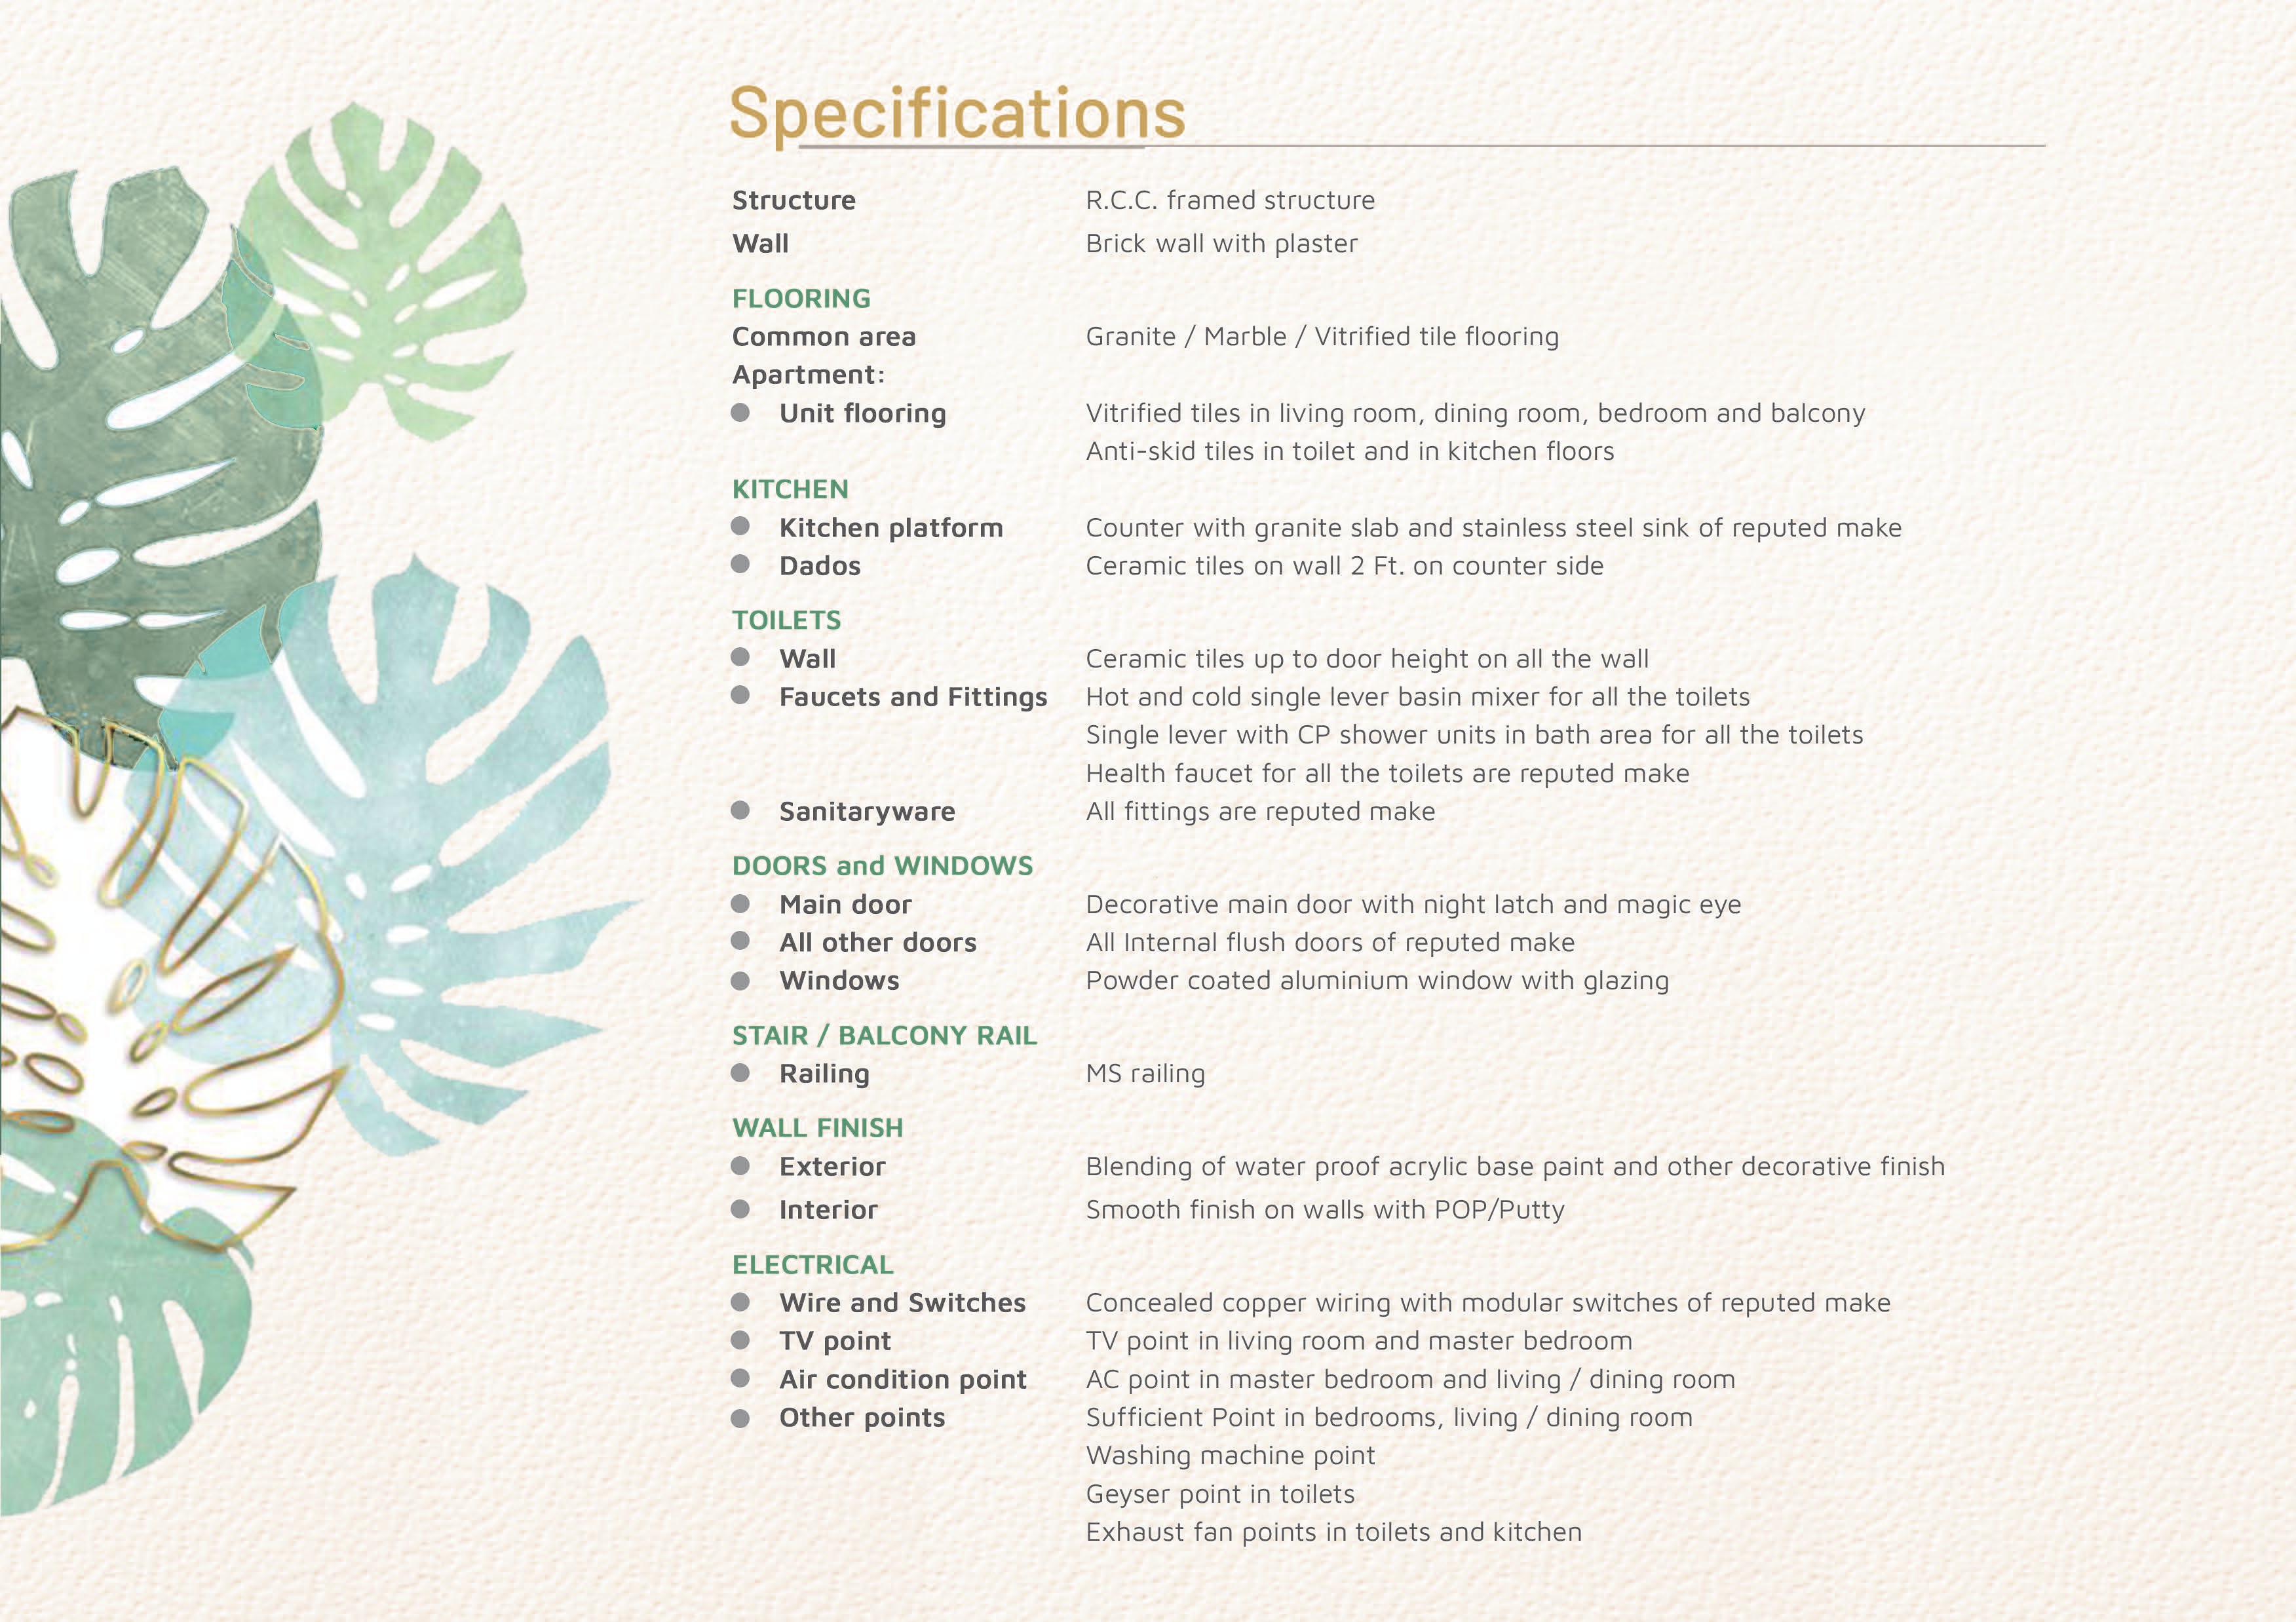 Specifications
Structure R.C.C. framed structure
Wall Brick wall with plaster
FLOORING
Common area Granite / Marble / Vitrified tile flooring
Apartment:
Unit flooring Vitrified tiles in living room, dining room, bedroom and balcony
Anti-skid tiles in toilet and in kitchen floors
KITCHEN
Kitchen platform Counter with granite slab and stainless steel sink of reputed make
Dados Ceramic tiles on wall 2 Ft. on counter side
TOILETS
Wall Ceramic tiles up to door height on all the wall
Faucets and Fittings Hot and cold single lever basin mixer for all the toilets
Single lever with CP shower units in bath area for all the toilets
Health faucet for all the toilets are reputed make
Sanitaryware All fittings are reputed make
DOORS and WINDOWS
Main door Decorative main door with night latch and magic eye
All other doors All Internal flush doors of reputed make
Windows Powder coated aluminium window with glazing
STAIR / BALCONY RAIL
Railing MS railing
WALL FINISH
Exterior Blending of water proof acrylic base paint and other decorative finish
Interior Smooth finish on walls with POP/Putty
ELECTRICAL
Wire and Switches Concealed copper wiring with modular switches of reputed make
TV point TV point in living room and master bedroom
Air condition point AC point in master bedroom and living / dining room
Other points Sufficient Point in bedrooms, living / dining room
Washing machine point
Geyser point in toilets
Exhaust fan points in toilets and kitchen